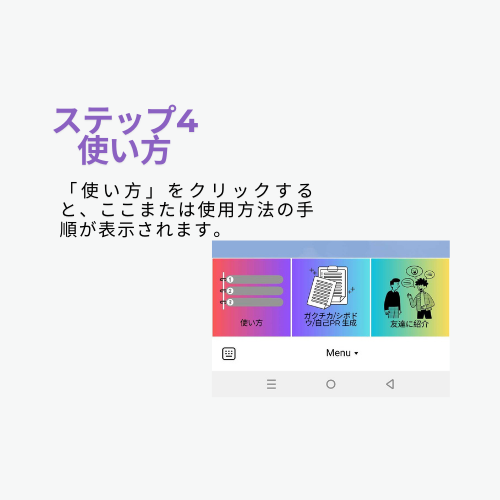 ステップ4
使い方
「使い方」をクリックする
と、ここまたは使用方法の手
順が表示されます。
1
2
3
使い方
ガクチカ/シボド
ウ/自己PR 生成
友達に紹介
Menu